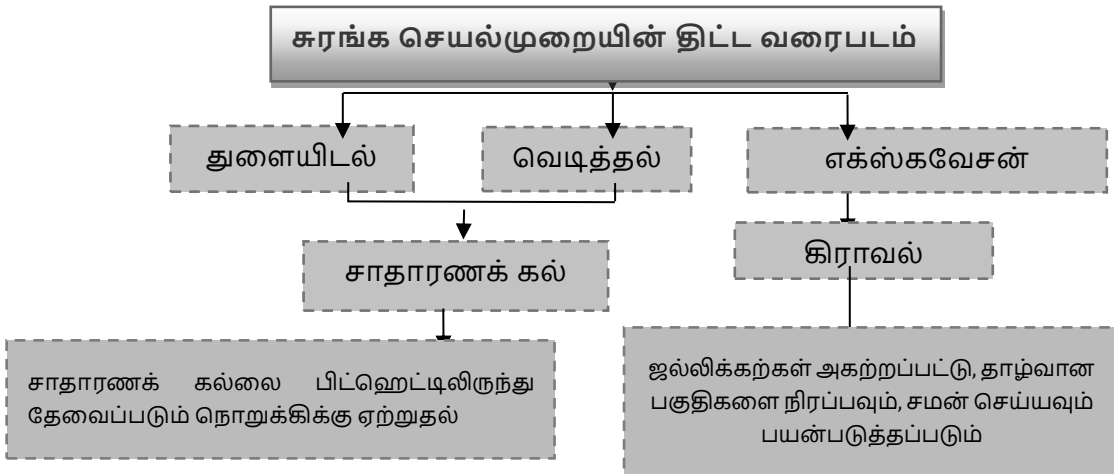 சுரங்க செயல்முறையின் திட்ட வரைபடம்
துளையிடல்
வெடித்தல்
எக்ஸ்கவேசன்
சாதாரணக் கல்
கிராவல்
சாதாரணக் கல்லை பிட்ஹெட்டிலிருந்து
தேவைப்படும் நொறுக்கிக்கு ஏற்றுதல்
ஜல்லிக்கற்கள் அகற்றப்பட்டு, தாழ்வான
பகுதிகளை நிரப்பவும், சமன் செய்யவும்
பயன்படுத்தப்படும்